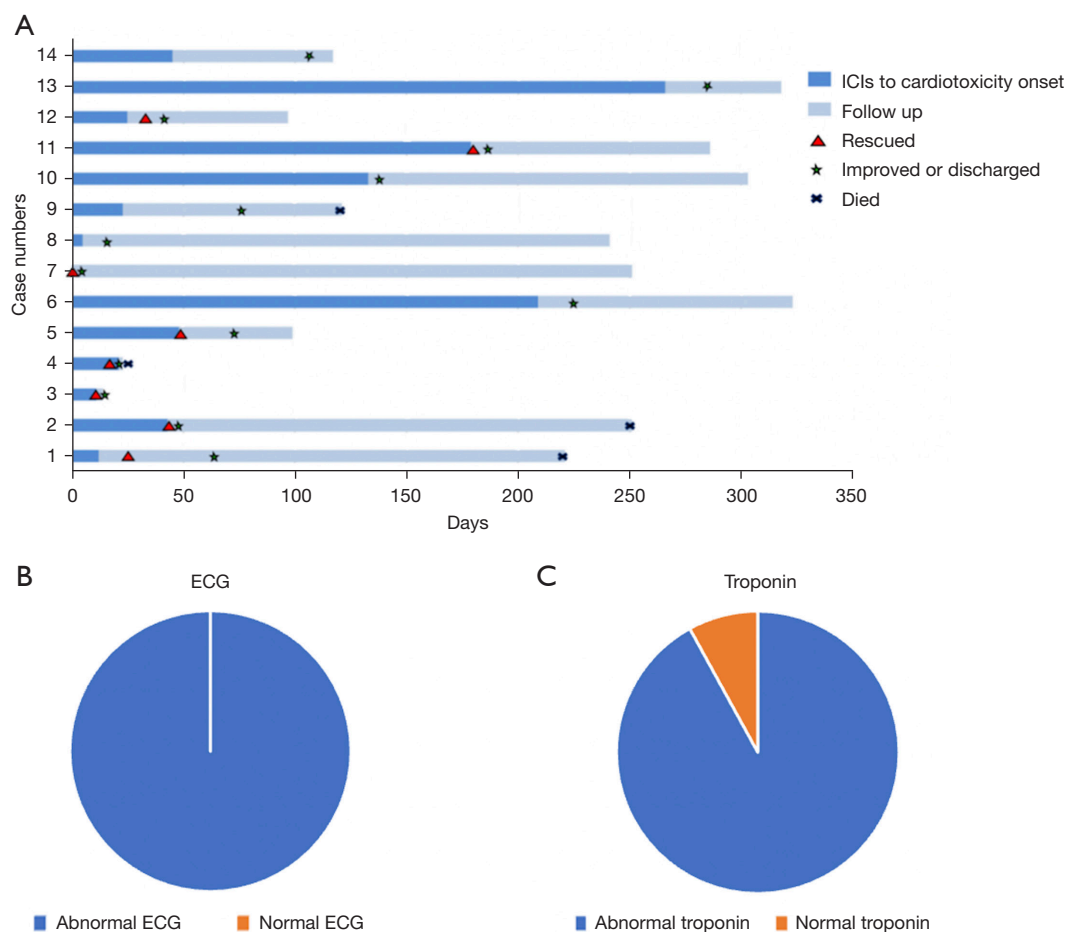 A
14
13
12
11
10
9
8
7
6
5
4
3
2
1
Case numbers
0 50 100 150 200 250 300 350
Days
ICIs to cardiotoxicity onset
Follow up
Rescued
Improved or discharged
Died
B
ECG
Abnormal ECG Normal ECG
C
Troponin
Abnormal troponin Normal troponin